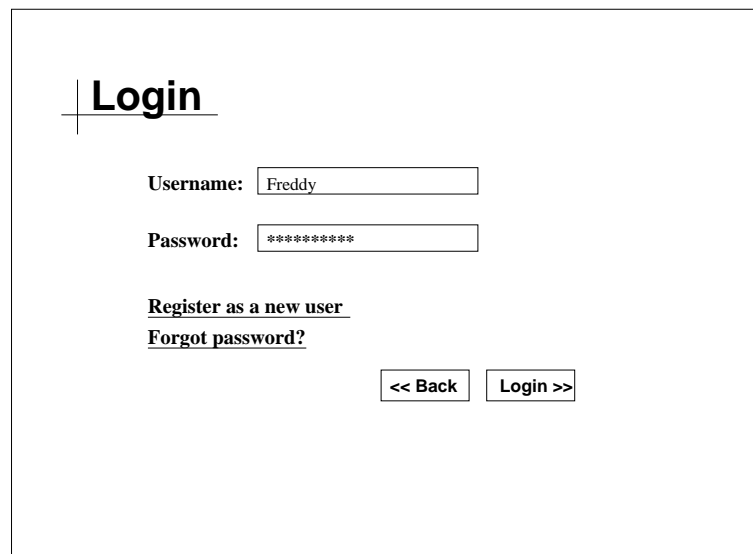 Login
Username: Freddy
Password: **********
Register as a new user
Forgot password?
<< Back Login >>